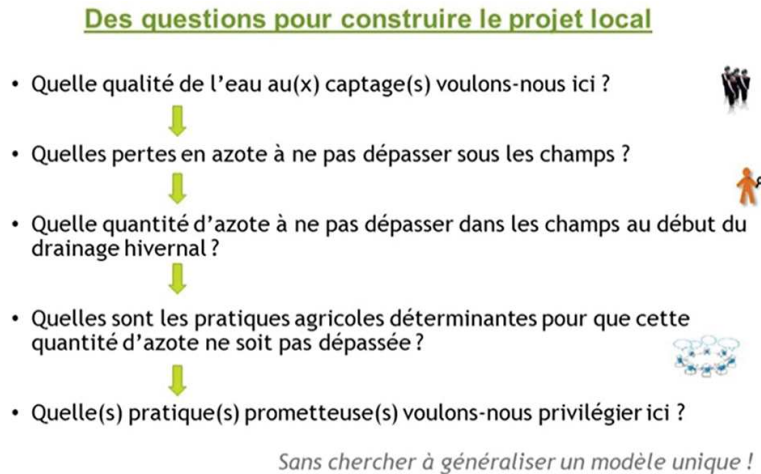 Des questions pour construire le projet local
• Quelle qualité de l'eau au(x) captage(s) voulons-nous ici ?
• Quelles pertes en azote à ne pas dépasser sous les champs ?
• Quelle quantité d'azote à ne pas dépasser dans les champs au début du
drainage hivernal ?
• Quelles sont les pratiques agricoles déterminantes pour que cette
quantité d'azote ne soit pas dépassée ?
• Quelle(s) pratique(s) prometteuse(s) voulons-nous privilégier ici ?
Sans chercher à généraliser un modèle unique !